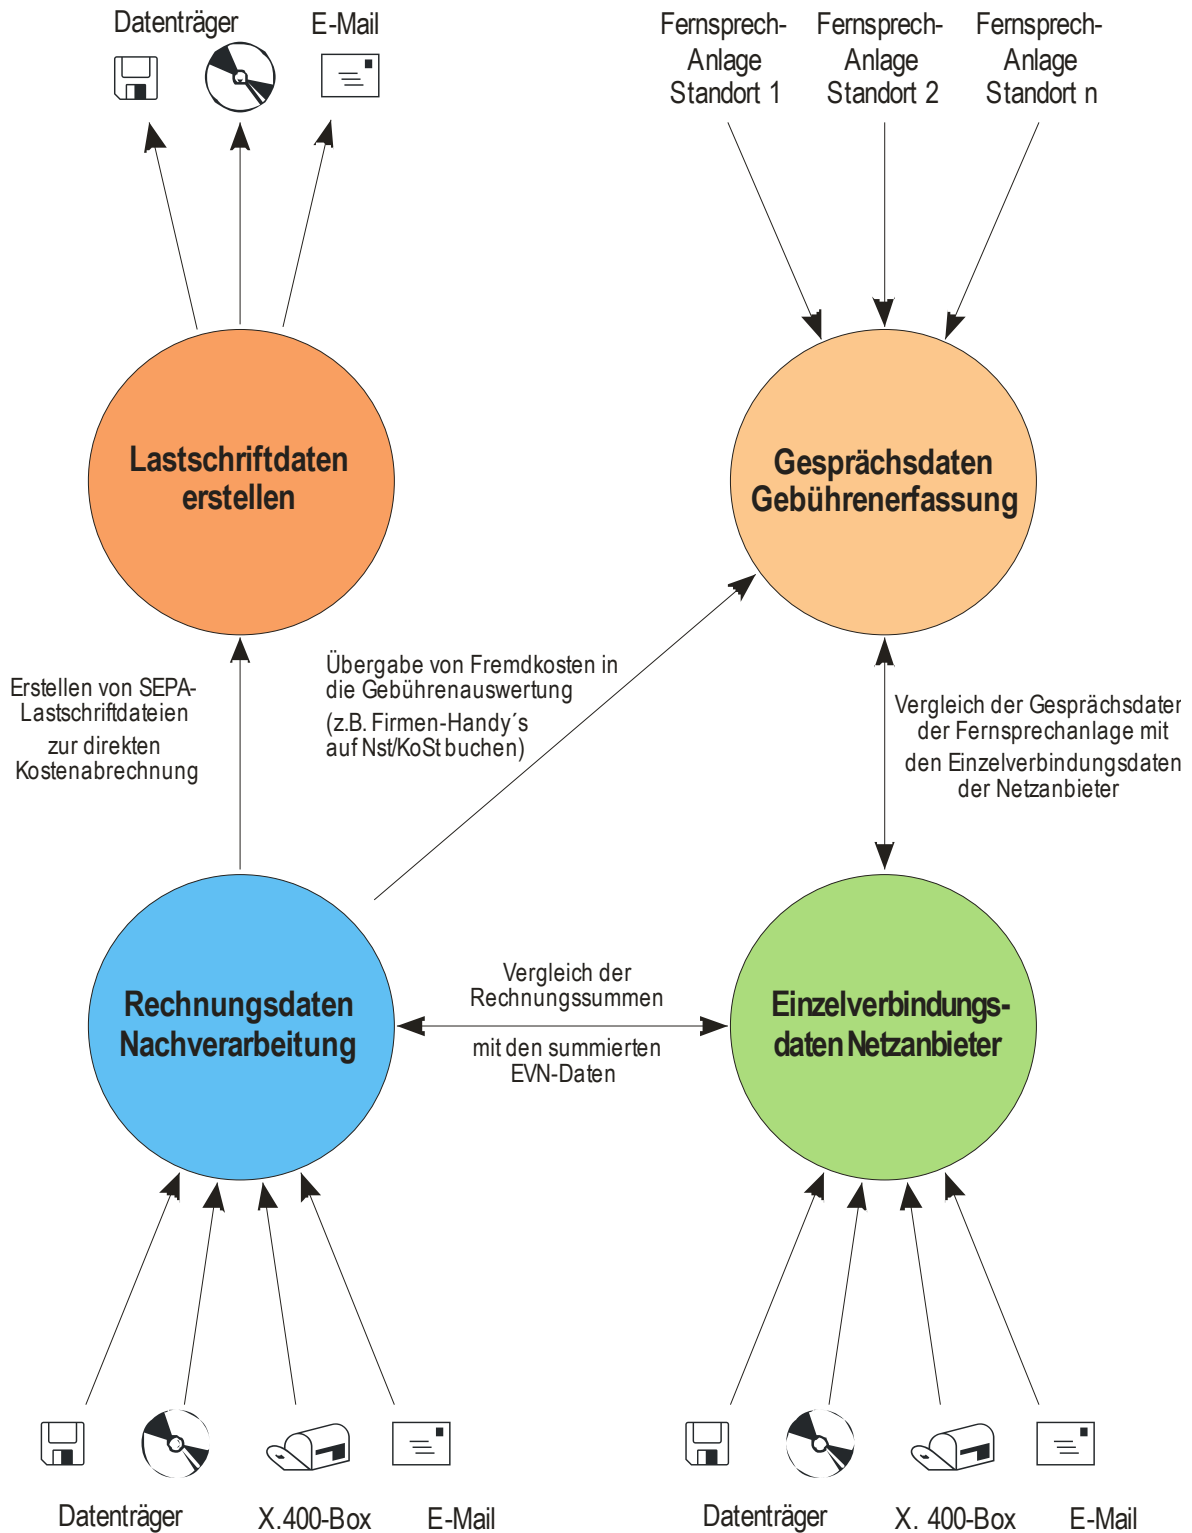 Datenträger
E-Mail
Fernsprech-
Anlage
Standort 1
Fernsprech-
Anlage
Standort 2
Fernsprech-
Anlage
Standort n
Lastschriftdaten
erstellen
Gesprächsdaten
Gebührenerfassung
Erstellen von SEPA-
Lastschriftdateien
zur direkten
Kostenabrechnung
Übergabe von Fremdkosten in
die Gebührenauswertung
(z.B. Firmen-Handy´s
auf Nst/KoSt buchen)
Vergleich der Gesprächsdaten
der Fernsprechanlage mit
den Einzelverbindungsdaten
der Netzanbieter
Rechnungsdaten
Nachverarbeitung
Vergleich der
Rechnungssummen
mit den summierten
EVN-Daten
Einzelverbindungs-
daten Netzanbieter
Datenträger
X.400-Box
E-Mail
Datenträger
X. 400-Box
E-Mail